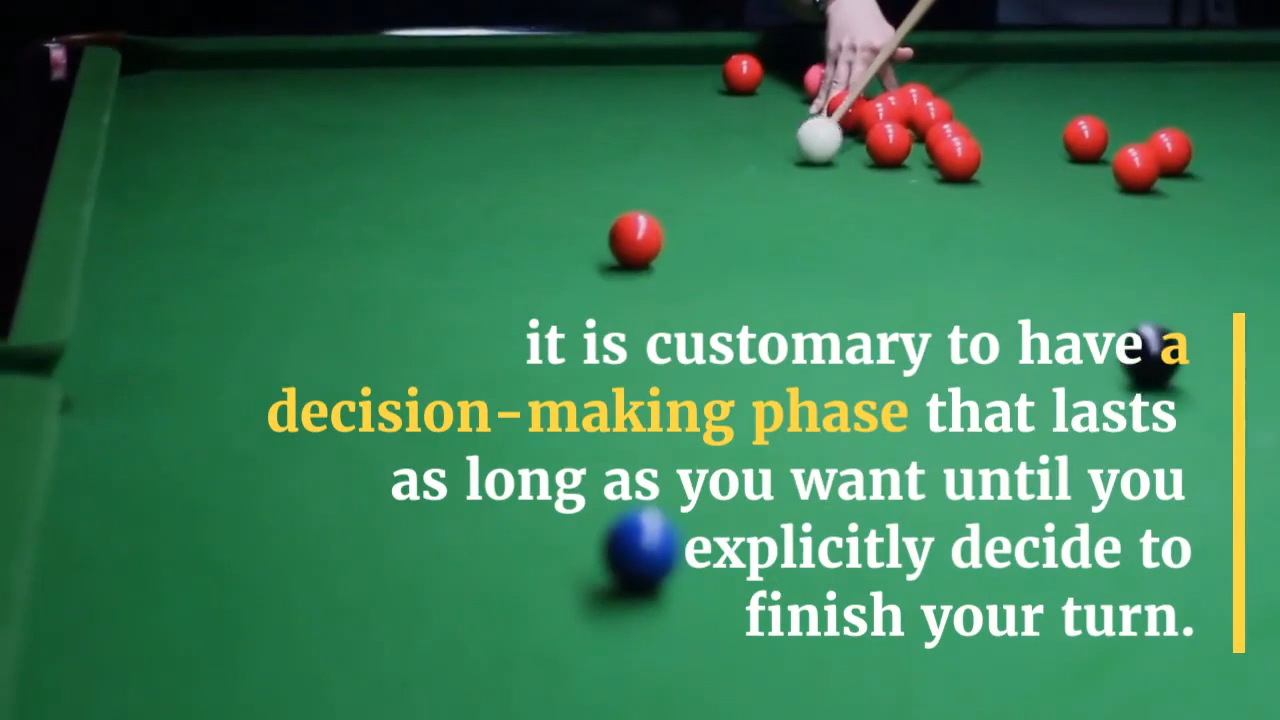 it is customary to have a
decision-making phase that lasts
as long as you want until you
explicitly decide to
finish your turn.